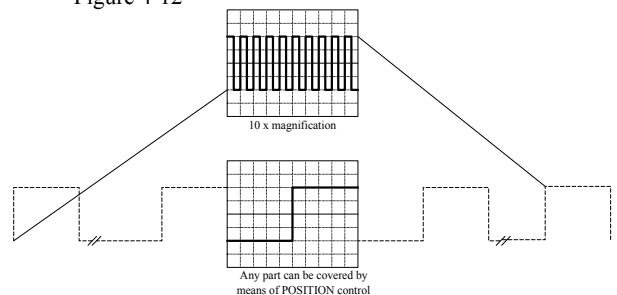 Figure 4-12
10 x magnification
Any part can be covered by
means of POSITION control